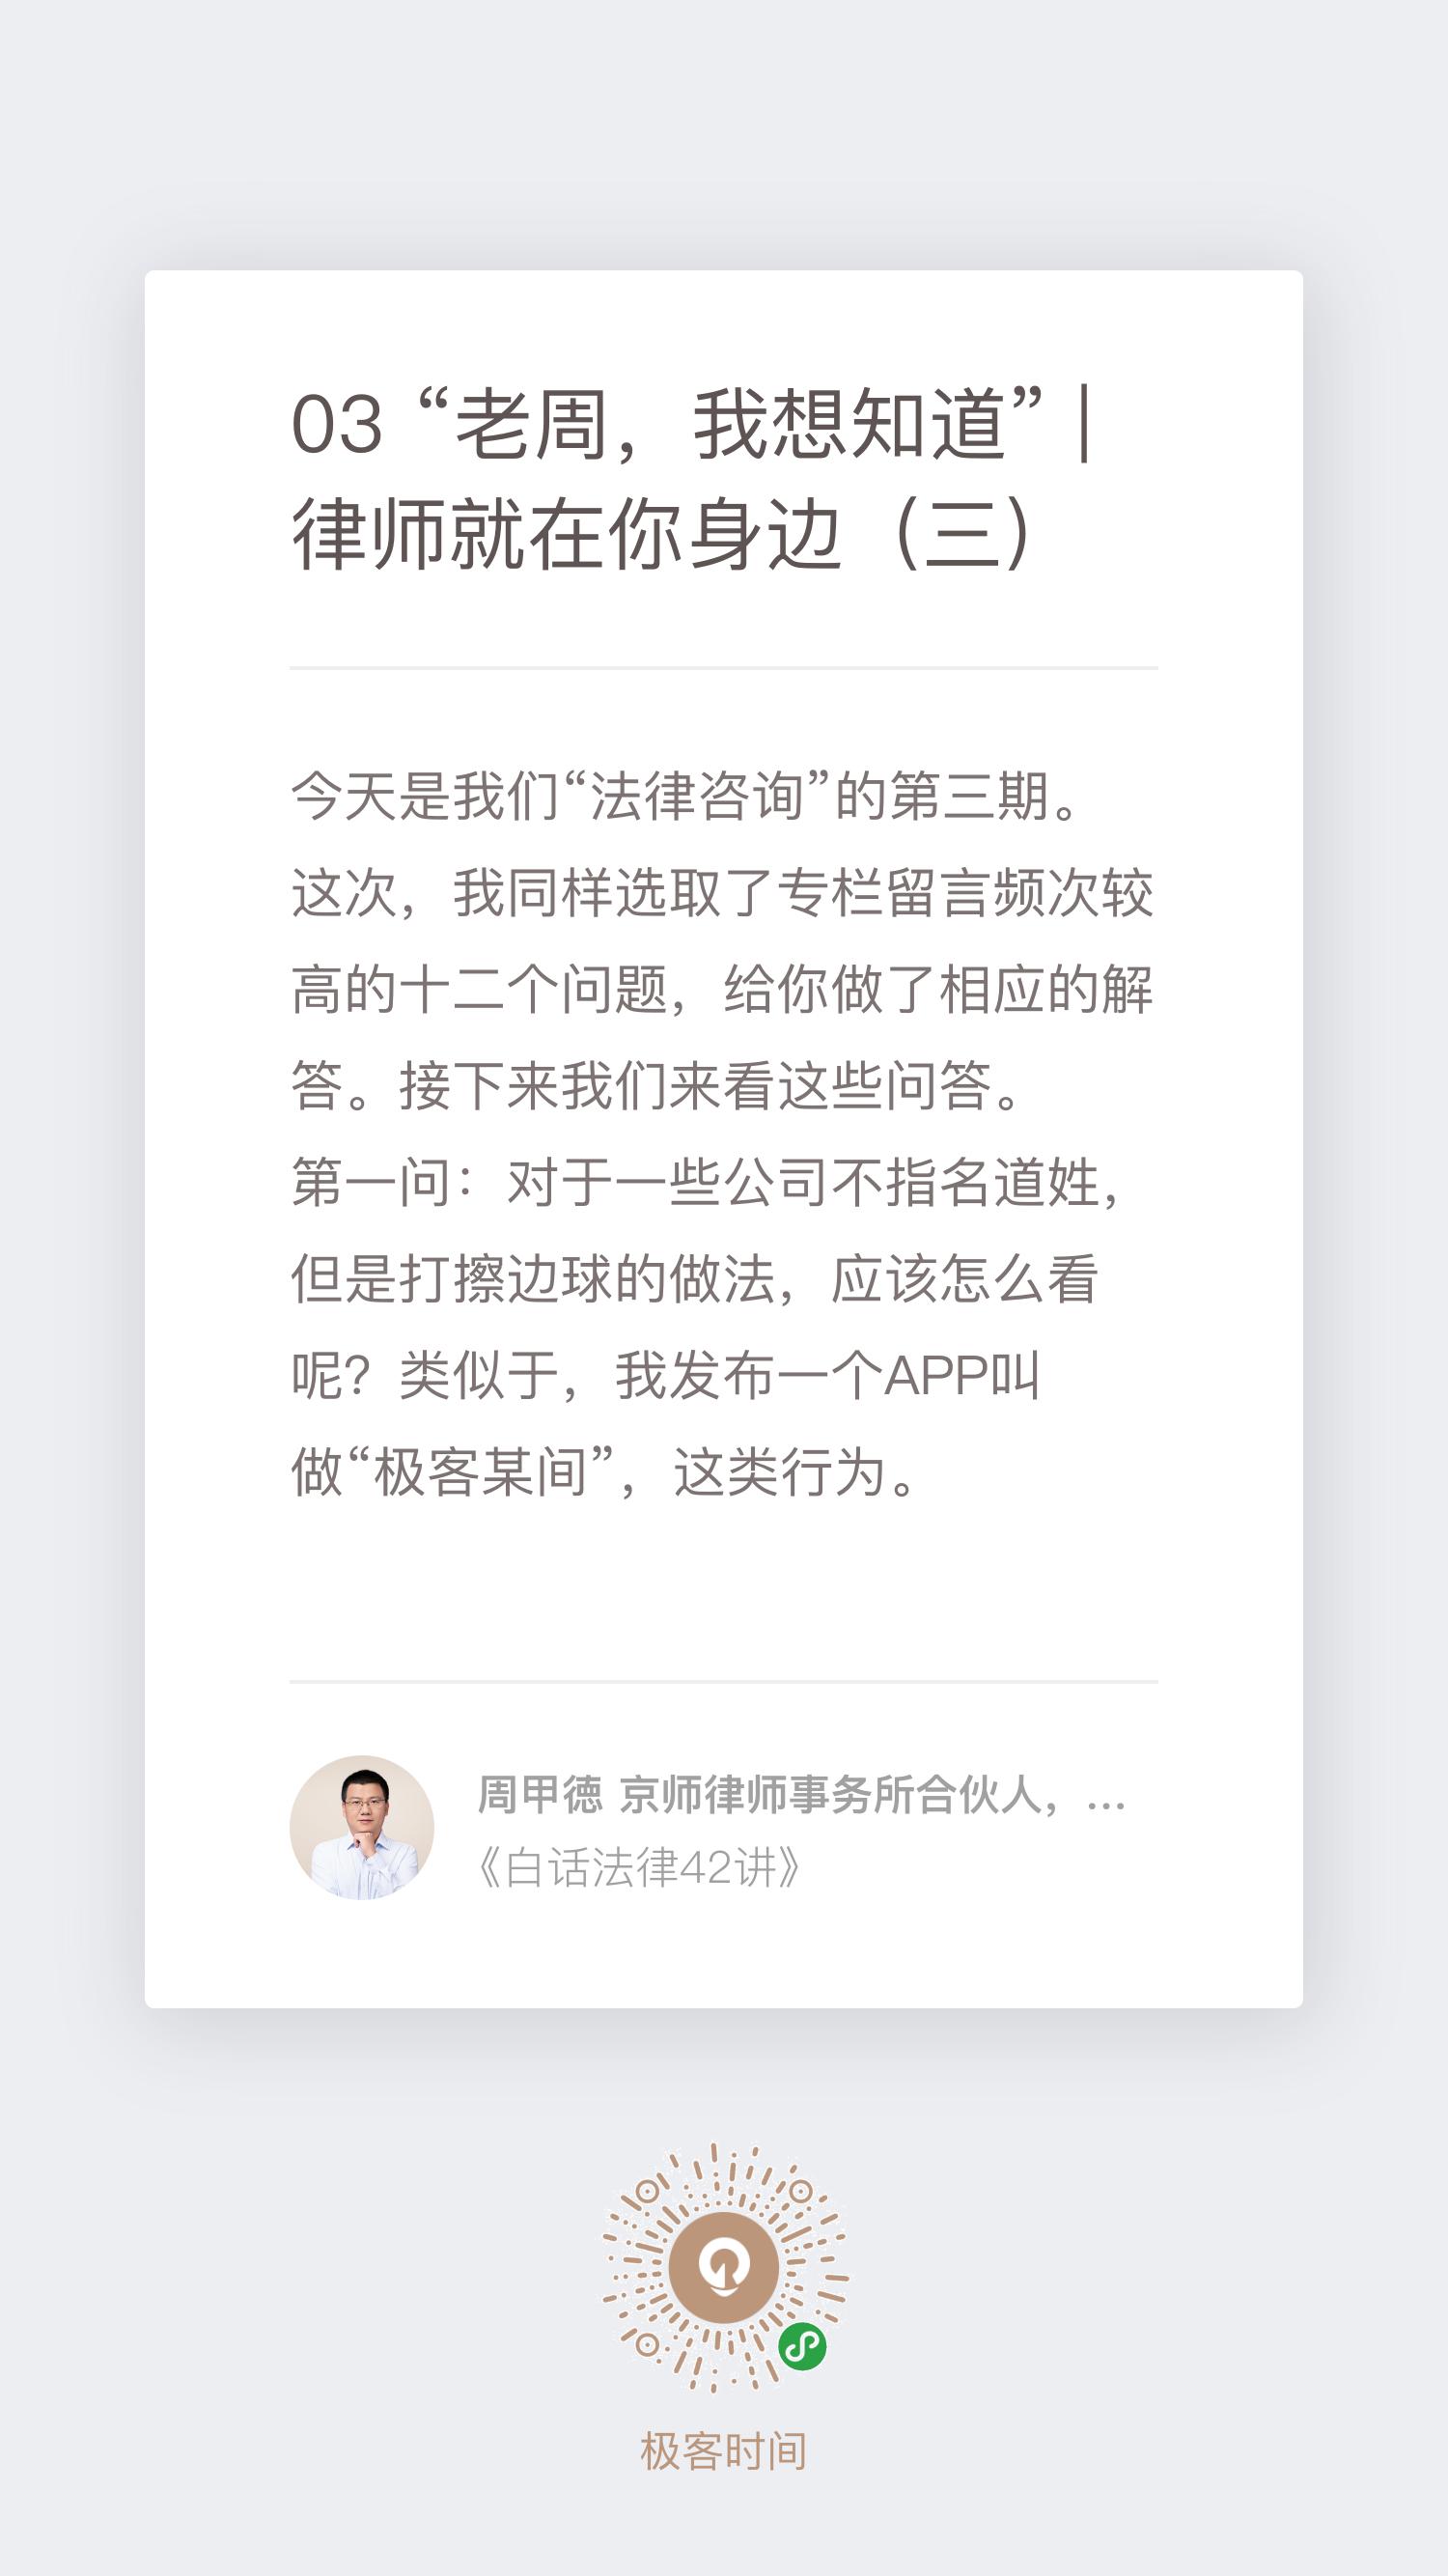 03 “老周，我想知道” |
律师就在你身边（三）
今天是我们“法律咨询”的第三期。
这次，我同样选取了专栏留言频次较
高的十二个问题，给你做了相应的解
答。接下来我们来看这些问答。
第一问：对于一些公司不指名道姓，
但是打擦边球的做法，应该怎么看
呢？类似于，我发布一个APP叫
做“极客某间”，这类行为。
周甲德 京师律师事务所合伙人，...
《白话法律42讲》
极客时间